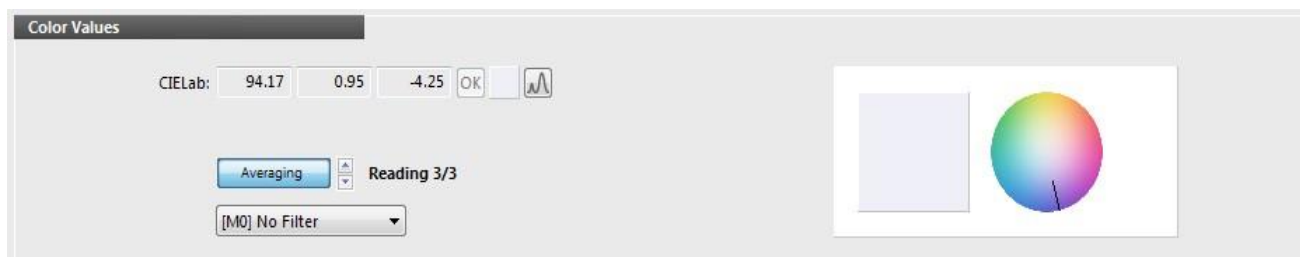 Color Values
CIELab: 94.17 0.95 -4.25 OK
Averaging Reading 3/3
[M0] No Filter